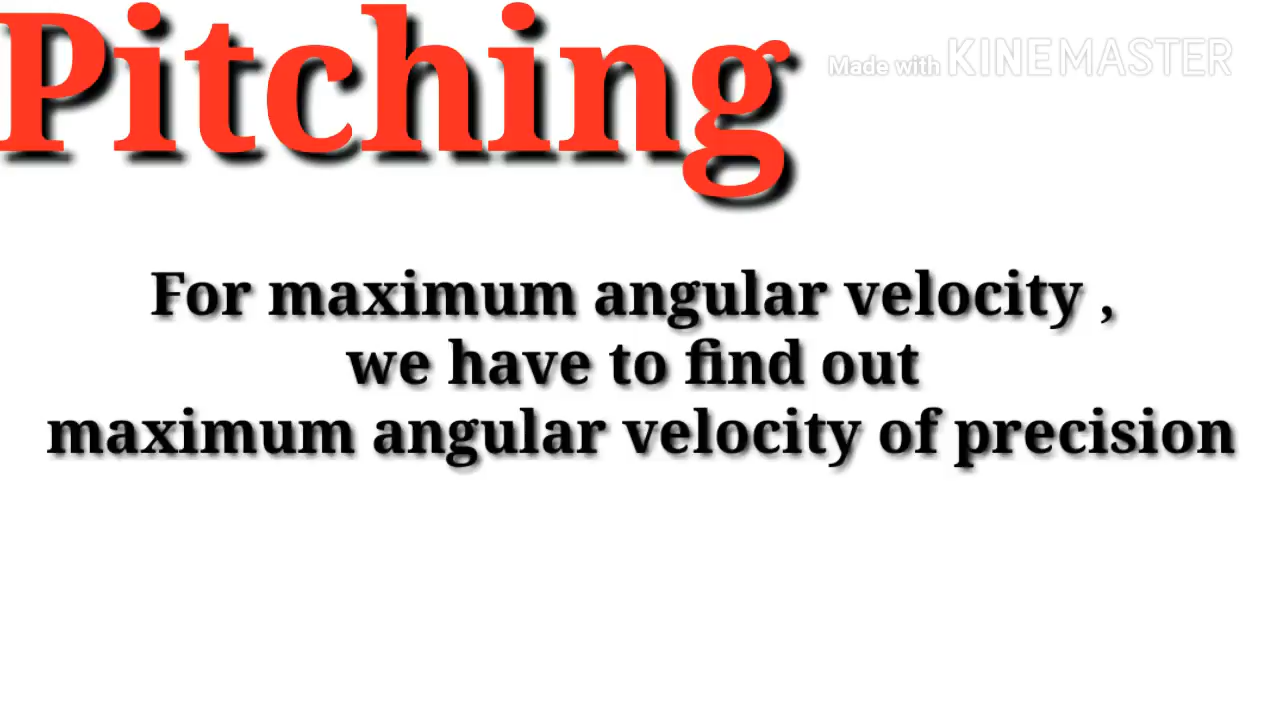 Pitching
Made with KINEMASTER
For maximum angular velocity ,
we have to find out
maximum angular velocity of precision